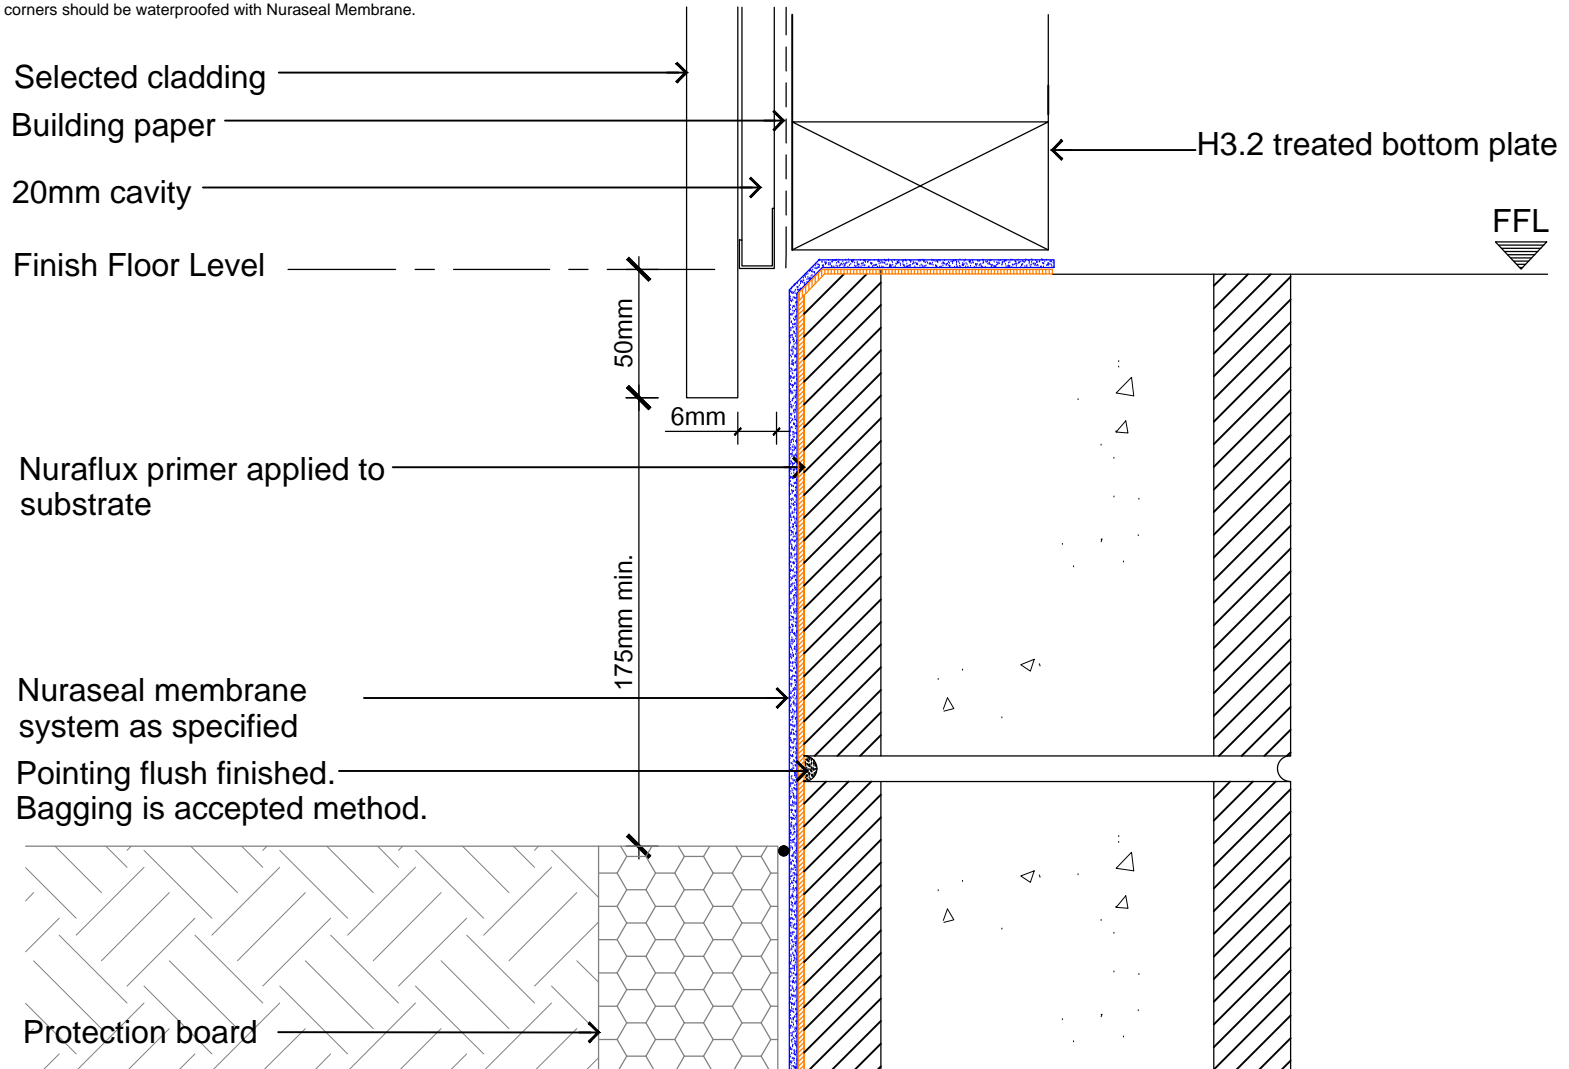 corners should be waterproofed with Nuraseal Membrane.
Selected cladding
Building paper
H3.2 treated bottom plate
20mm cavity
FFL
Finish Floor Level
50mm
6mm
Nuraflux primer applied to
substrate
175mm min.
Nuraseal membrane
system as specified
Pointing flush finished.
Bagging is accepted method.
Protection board